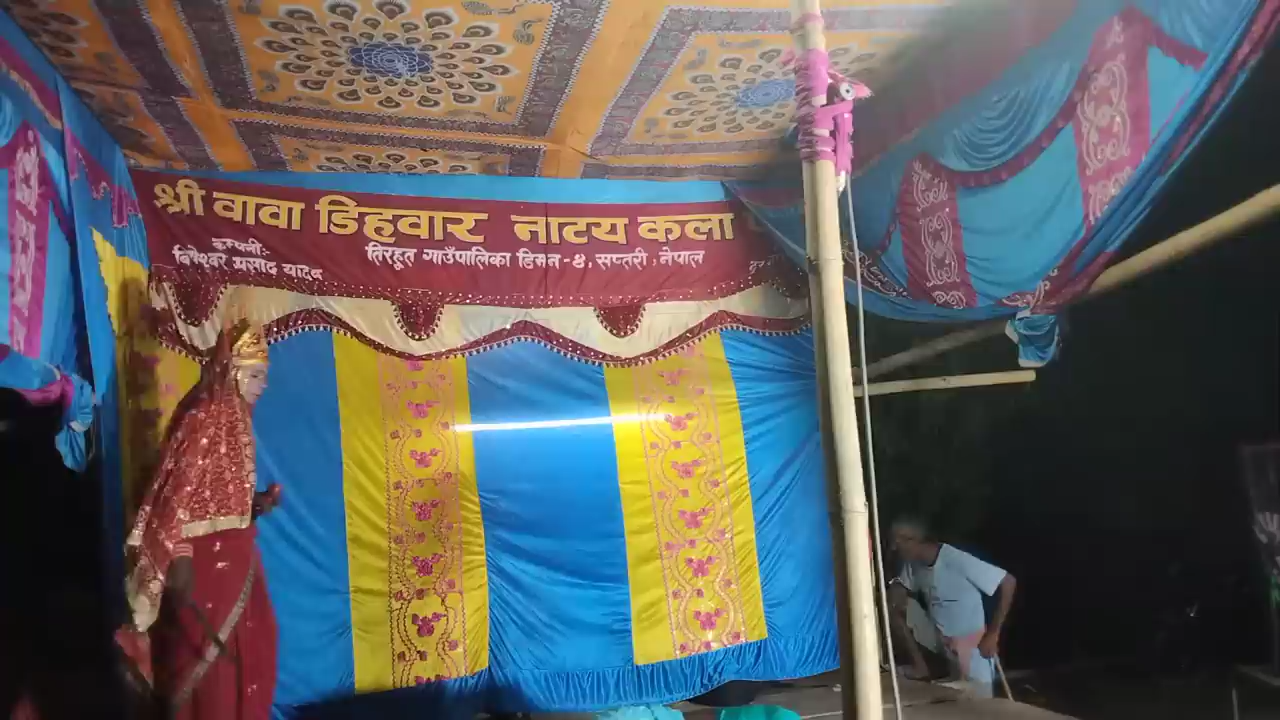 श्री वावा डिहवार नाट्य कला
कम्पनी:-
विशेश्वर प्रसाद यादव
तिरहूत गाउँपालिका डिमन-४, सप्तरी, नेपाल